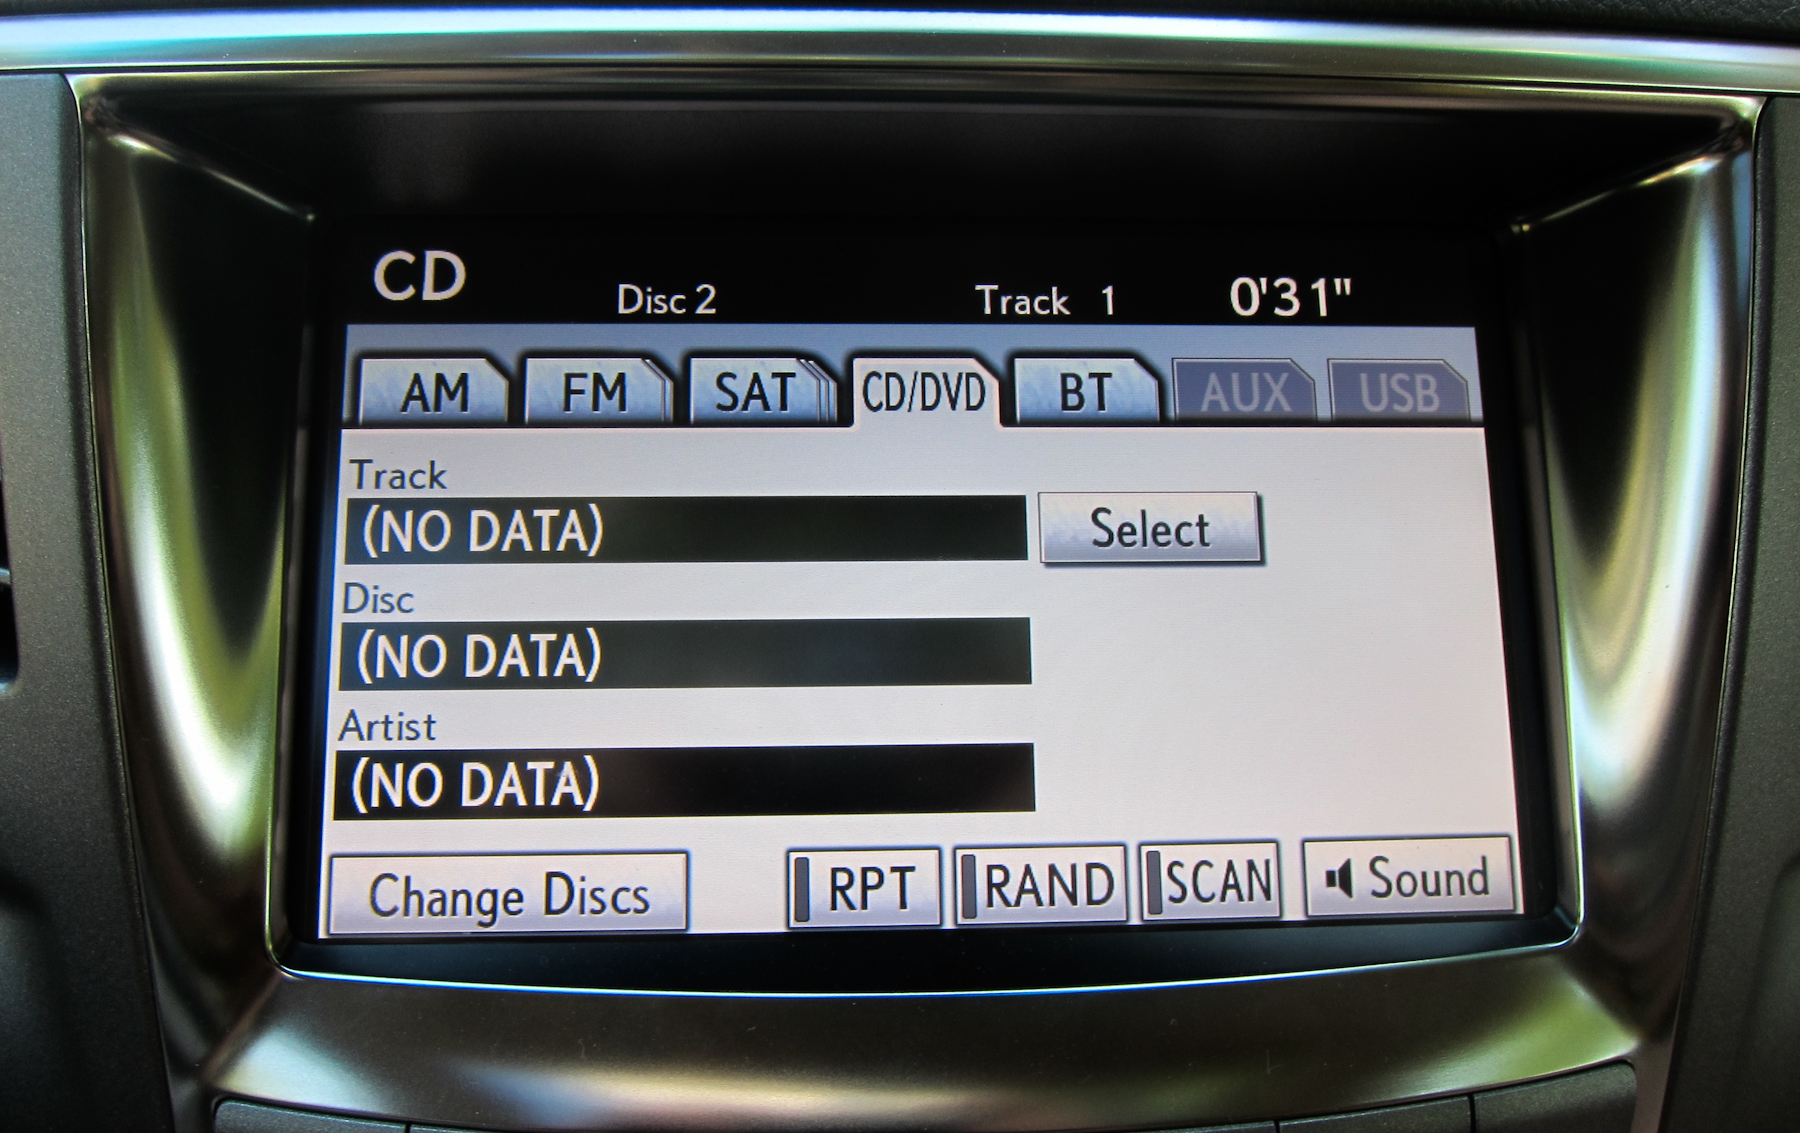 CD
Disc 2 Track 1 0'31"
AM FM SAT CD/DVD BT AUX USB
Track
(NO DATA) Select
Disc
(NO DATA)
Artist
(NO DATA)
Change Discs RPT RAND SCAN Sound